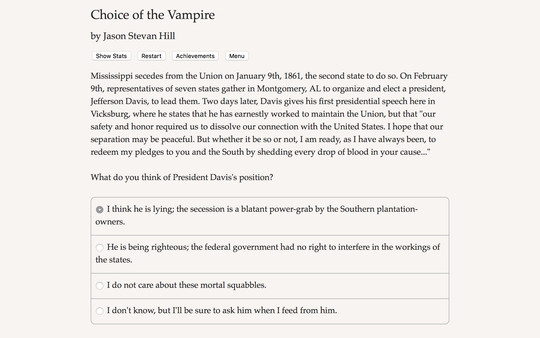 Choice of the Vampire
by Jason Stevan Hill
Show Stats Restart Achievements Menu
Mississippi secedes from the Union on January 9th, 1861, the second state to do so. On February
9th, representatives of seven states gather in Montgomery, AL to organize and elect a president,
Jefferson Davis, to lead them. Two days later, Davis gives his first presidential speech here in
Vicksburg, where he states that he has earnestly worked to maintain the Union, but that "our
safety and honor required us to dissolve our connection with the United States. I hope that our
separation may be peaceful. But whether it be so or not, I am ready, as I have always been, to
redeem my pledges to you and the South by shedding every drop of blood in your cause..."
What do you think of President Davis's position?
I think he is lying; the secession is a blatant power-grab by the Southern plantation-
owners.
He is being righteous; the federal government had no right to interfere in the workings of
the states.
I do not care about these mortal squabbles.
I don't know, but I'll be sure to ask him when I feed from him.